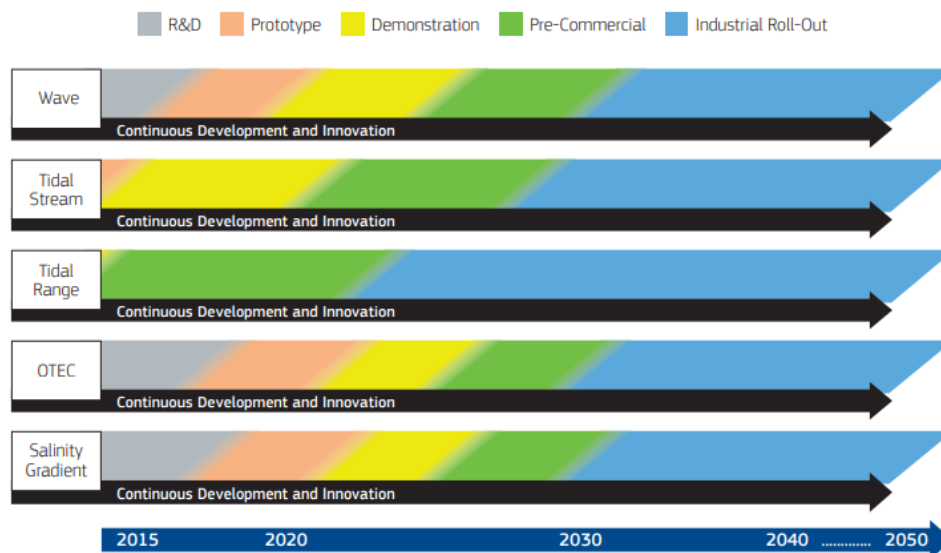 R&D Prototype Demonstration Pre-Commercial Industrial Roll-Out
Wave
Continuous Development and Innovation
Tidal
Stream
Continuous Development and Innovation
Tidal
Range
Continuous Development and Innovation
OTEC
Continuous Development and Innovation
Salinity
Gradient
Continuous Development and Innovation
2015 2020 2030 2040 ............. 2050